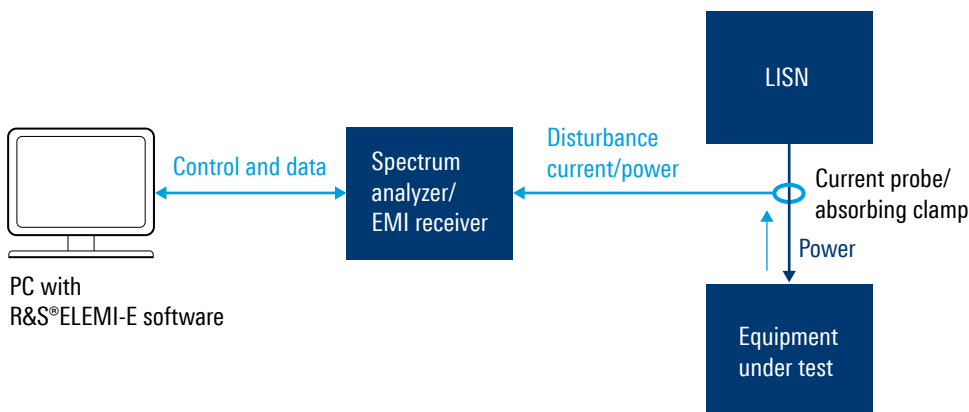 LISN
Disturbance
current/power
Control and data
Spectrum
analyzer/
EMI receiver
Current probe/
absorbing clamp
Power
PC with
R&S®ELEMI-E software
Equipment
under test